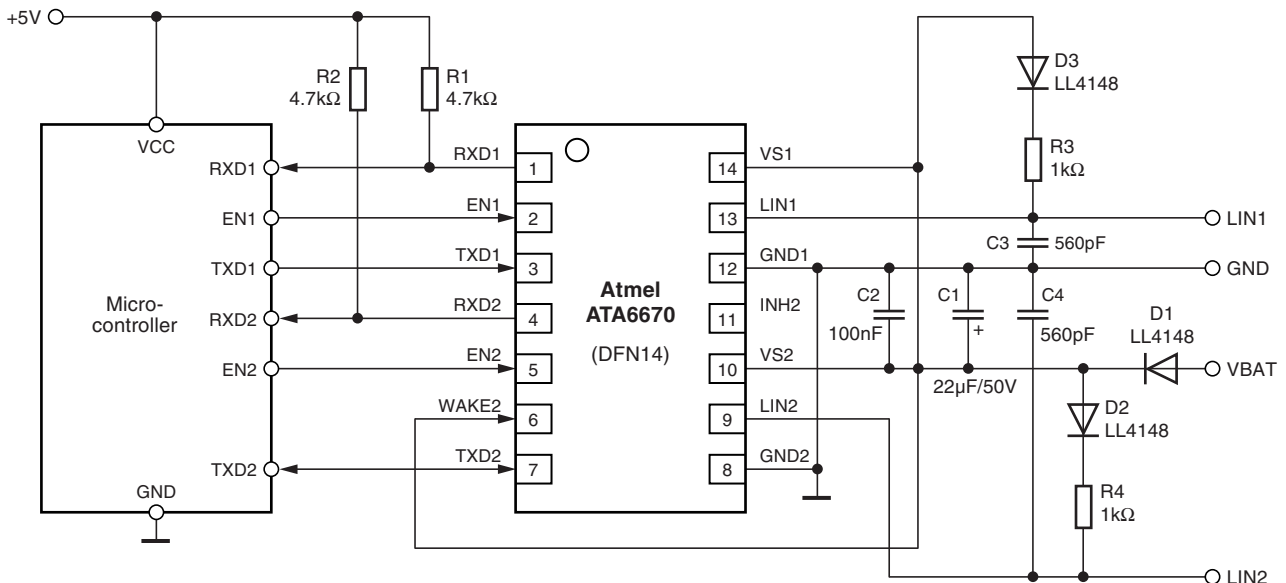 +5V
R2
4.7kΩ
R1
4.7kΩ
D3
LL4148
VCC
RXD1
RXD1
1
14
VS1
R3
1kΩ
EN1
EN1
2
13
LIN1
LIN1
C3
560pF
TXD1
TXD1
3
12
GND1
GND
Micro-
controller
Atmel
ATA6670
(DFN14)
RXD2
RXD2
4
11
INH2
C2
100nF
C1
+
C4
560pF
D1
LL4148
EN2
EN2
5
10
VS2
22µF/50V
VBAT
WAKE2
6
9
LIN2
D2
LL4148
TXD2
TXD2
7
8
GND2
GND
R4
1kΩ
LIN2